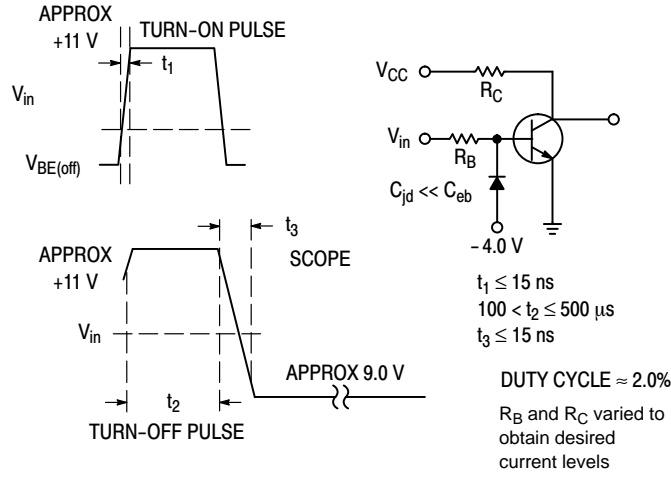 APPROX
+11 V
TURN−ON PULSE
t1
Vin
VBE(off)
t3
APPROX
+11 V
SCOPE
Vin
APPROX 9.0 V
t2
TURN−OFF PULSE
VCC
RC
Vin
RB
Cjd << Ceb
− 4.0 V
t1 ≤ 15 ns
100 < t2 ≤ 500 μs
t3 ≤ 15 ns
DUTY CYCLE ≈ 2.0%
RB and RC varied to
obtain desired
current levels